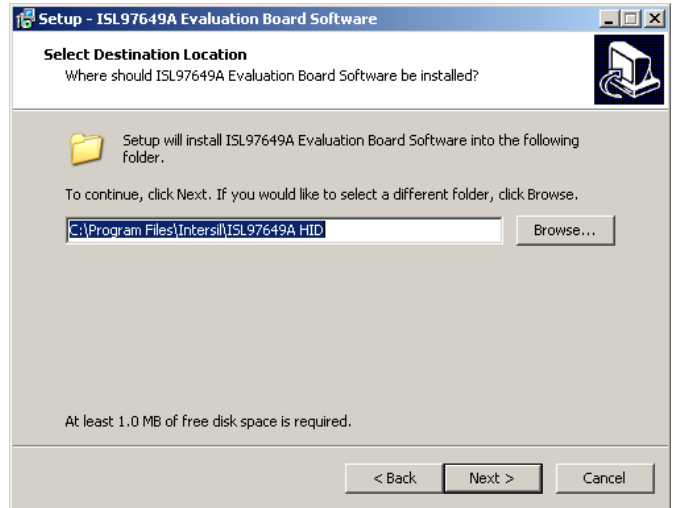 Setup - ISL97649A Evaluation Board Software
Select Destination Location
Where should ISL97649A Evaluation Board Software be installed?
Setup will install ISL97649A Evaluation Board Software into the following
folder.
To continue, click Next. If you would like to select a different folder, click Browse.
C:\Program Files\Intersil\ISL97649A HID
Browse...
At least 1.0 MB of free disk space is required.
< Back
Next >
Cancel